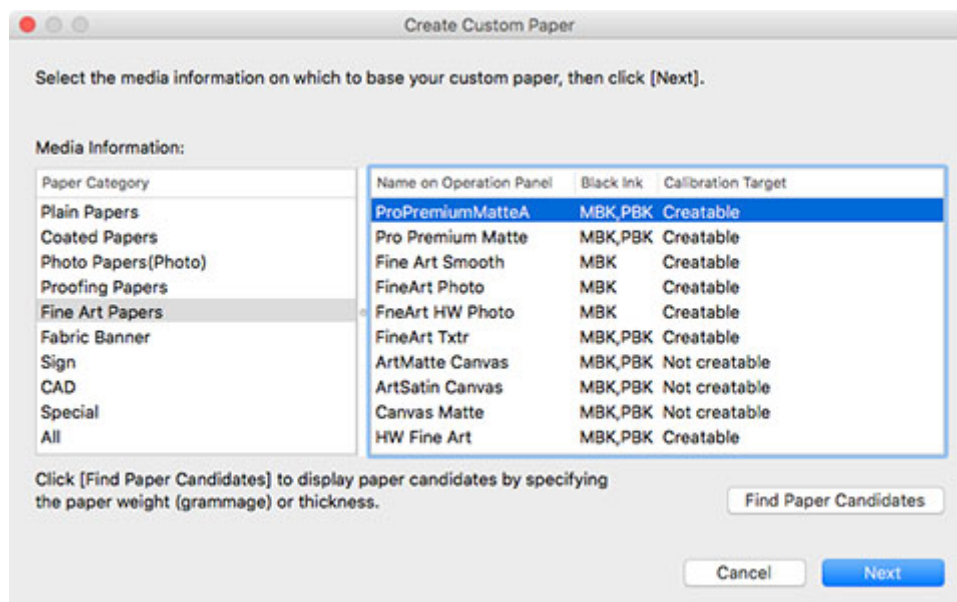 Create Custom Paper
Select the media information on which to base your custom paper, then click [Next].
Media Information:
Paper Category
Plain Papers
Coated Papers
Photo Papers(Photo)
Proofing Papers
Fine Art Papers
Fabric Banner
Sign
CAD
Special
All
Name on Operation Panel Black Ink Calibration Target
ProPremiumMatteA MBK,PBK Creatable
Pro Premium Matte MBK,PBK Creatable
Fine Art Smooth MBK Creatable
FineArt Photo MBK Creatable
FneArt HW Photo MBK Creatable
FineArt Txtr MBK,PBK Creatable
ArtMatte Canvas MBK,PBK Not creatable
ArtSatin Canvas MBK,PBK Not creatable
Canvas Matte MBK,PBK Not creatable
HW Fine Art MBK,PBK Creatable
Click [Find Paper Candidates] to display paper candidates by specifying
the paper weight (grammage) or thickness.
Find Paper Candidates
Cancel Next